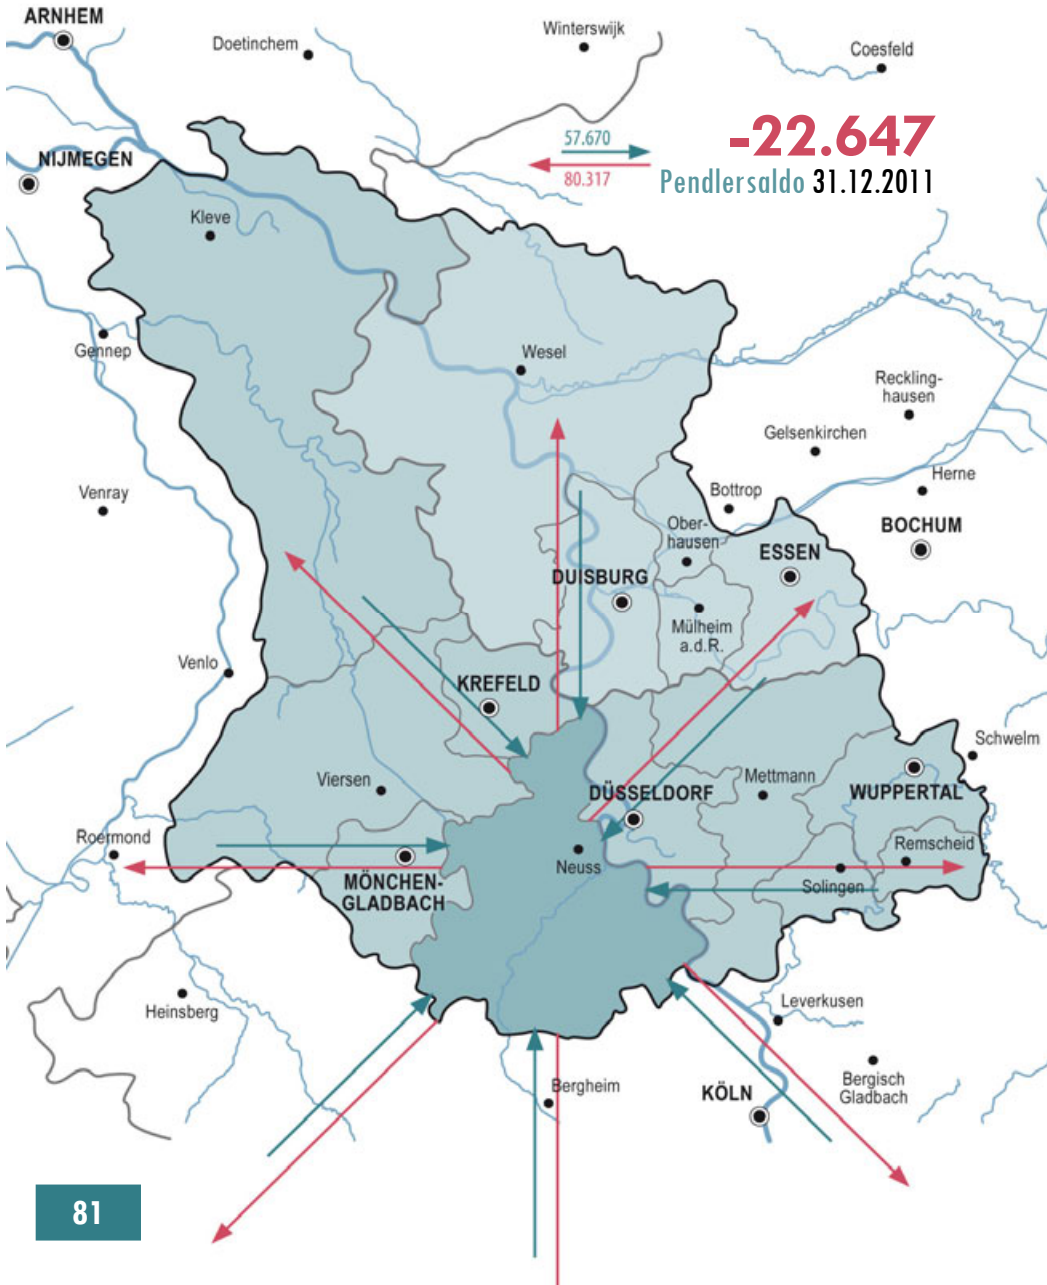 ARNHEM
Doetinchem
Winterswijk
Coesfeld
57.670
80.317
-22.647
Pendlersaldo 31.12.2011
NIJMEGEN
Kleve
Gennep
Wesel
Reckling-
hausen
Gelsenkirchen
Herne
Venray
Bottrop
Ober-
hausen
BOCHUM
ESSEN
DUISBURG
Mülheim
a.d.R.
Venlo
KREFELD
Schwelm
Viersen
Mettmann
DÜSSELDORF
WUPPERTAL
Roermond
Remscheid
Neuss
Solingen
MÖNCHEN-
GLADBACH
Heinsberg
Leverkusen
Bergheim
KÖLN
Bergisch
Gladbach
81